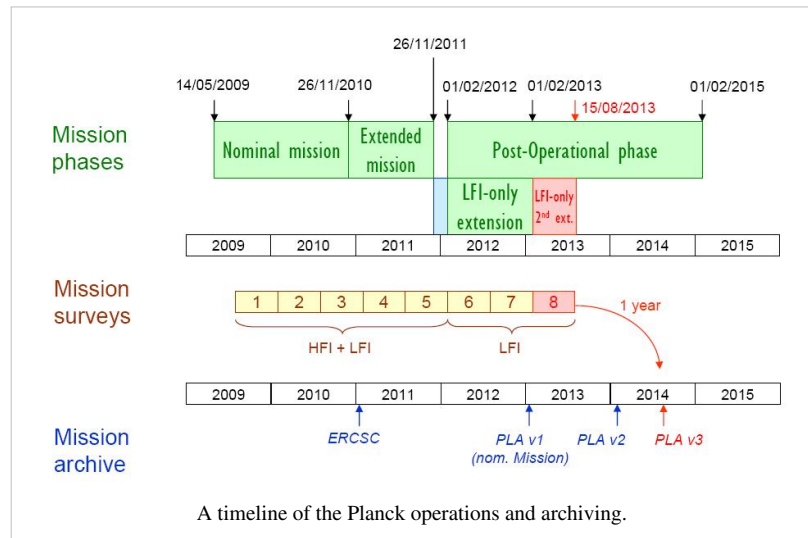 26/11/2011
14/05/2009 26/11/2010 01/02/2012 01/02/2013 01/02/2015
15/08/2013
Mission
phases
Nominal mission
Extended
mission
Post-Operational phase
LFI-only
extension
LFI-only
2nd ext.
2009 2010 2011 2012 2013 2014 2015
Mission
surveys
1 2 3 4 5 6 7 8
1 year
HFI + LFI LFI
2009 2010 2011 2012 2013 2014 2015
Mission
archive
ERCSC
PLA v1
(nom. Mission)
PLA v2
PLA v3
A timeline of the Planck operations and archiving.